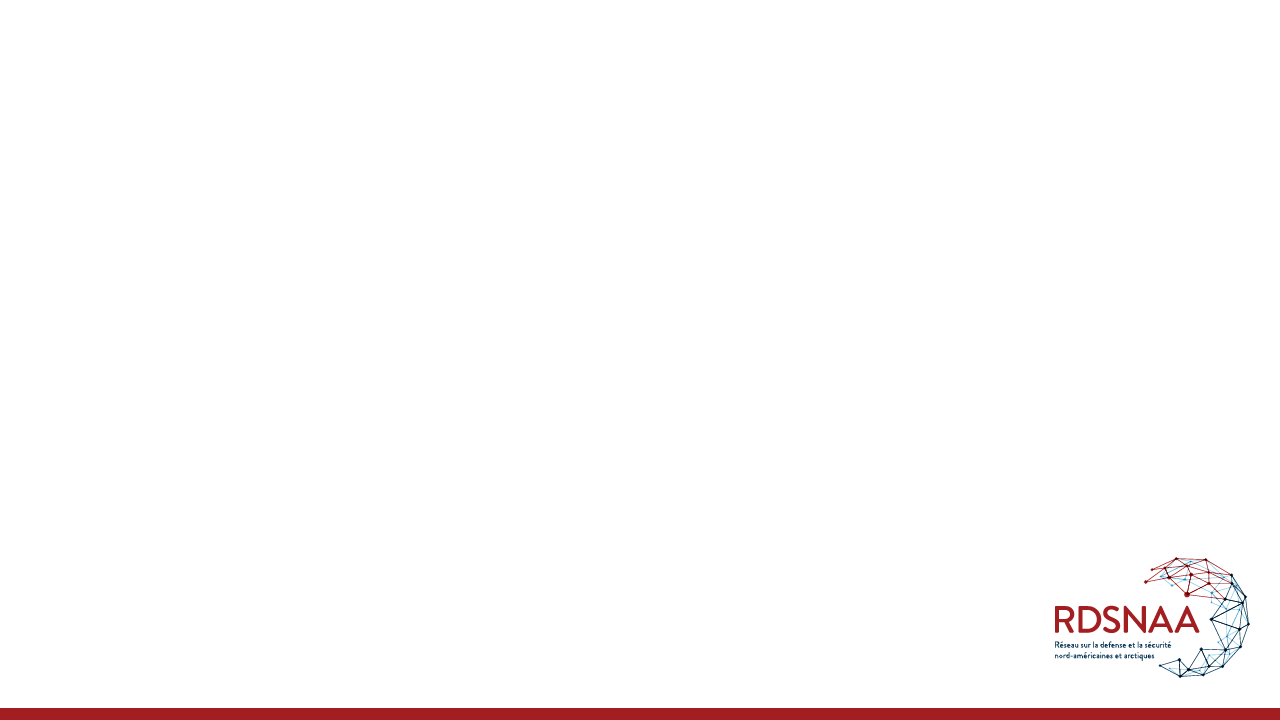 RDSNAA
Réseau sur la defense et la sécurité
nord-américaines et arctiques